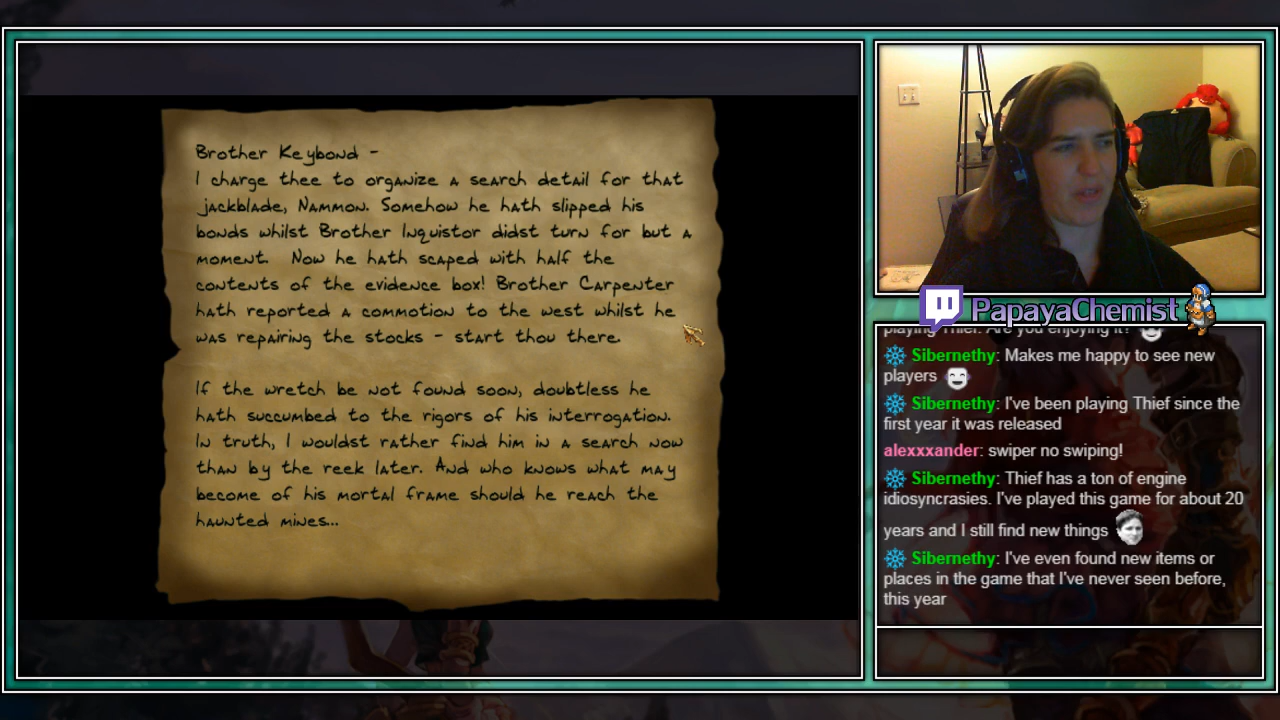 Brother Keybond -
I charge thee to organize a search detail for that
jackblade, Nammon. Somehow he hath slipped his
bonds whilst Brother Inquistor didst turn for but a
moment. Now he hath scaped with half the
contents of the evidence box! Brother Carpenter
hath reported a commotion to the west whilst he
was repairing the stocks - start thou there.
If the wretch be not found soon, doubtless he
hath succumbed to the rigors of his interrogation.
In truth, I wouldst rather find him in a search now
than by the reek later. And who knows what may
become of his mortal frame should he reach the
haunted mines...
PapayaChemist
playing Thief. Are you enjoying it?
Sibernethy: Makes me happy to see new
players
Sibernethy: I've been playing Thief since the
first year it was released
alexxxander: swiper no swiping!
Sibernethy: Thief has a ton of engine
idiosyncrasies. I've played this game for about 20
years and I still find new things
Sibernethy: I've even found new items or
places in the game that I've never seen before,
this year